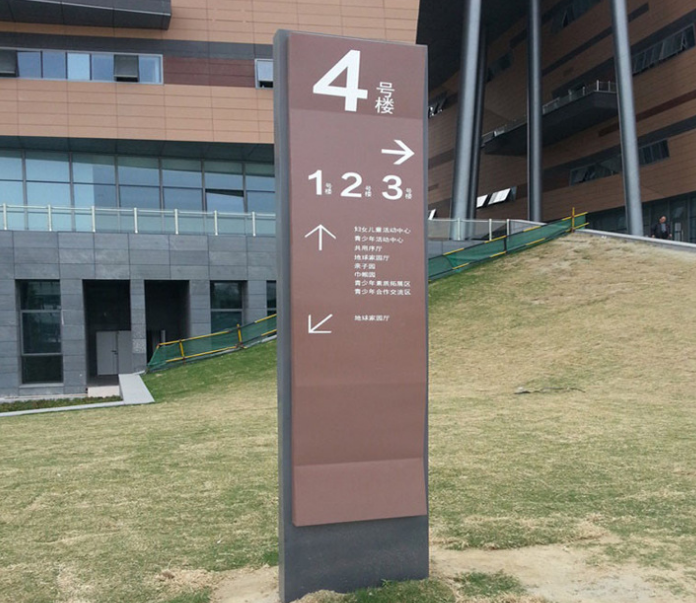 4号楼
1号楼 2号楼 3号楼
妇女儿童活动中心
青少年活动中心
共用序厅
地球家园厅
亲子园
巾帼园
青少年素质拓展区
青少年合作交流区
地球家园厅